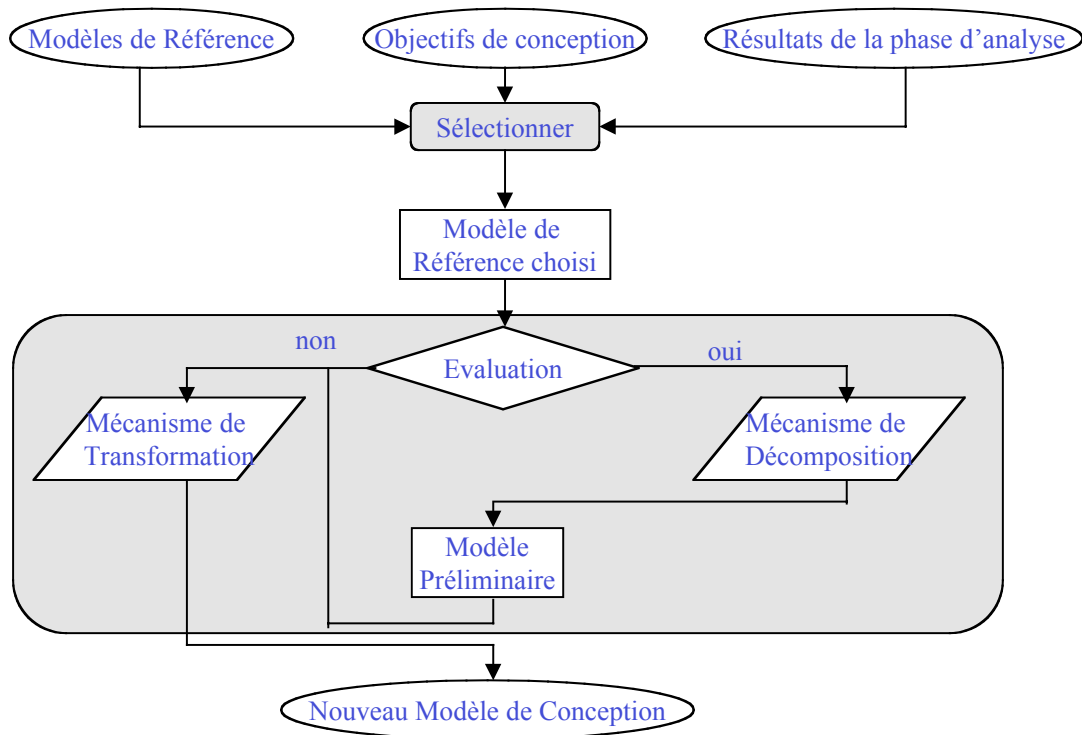 Modèles de Référence
Objectifs de conception
Résultats de la phase d’analyse
Sélectionner
Modèle de
Référence choisi
non
Evaluation
oui
Mécanisme de
Transformation
Mécanisme de
Décomposition
Modèle
Préliminaire
Nouveau Modèle de Conception